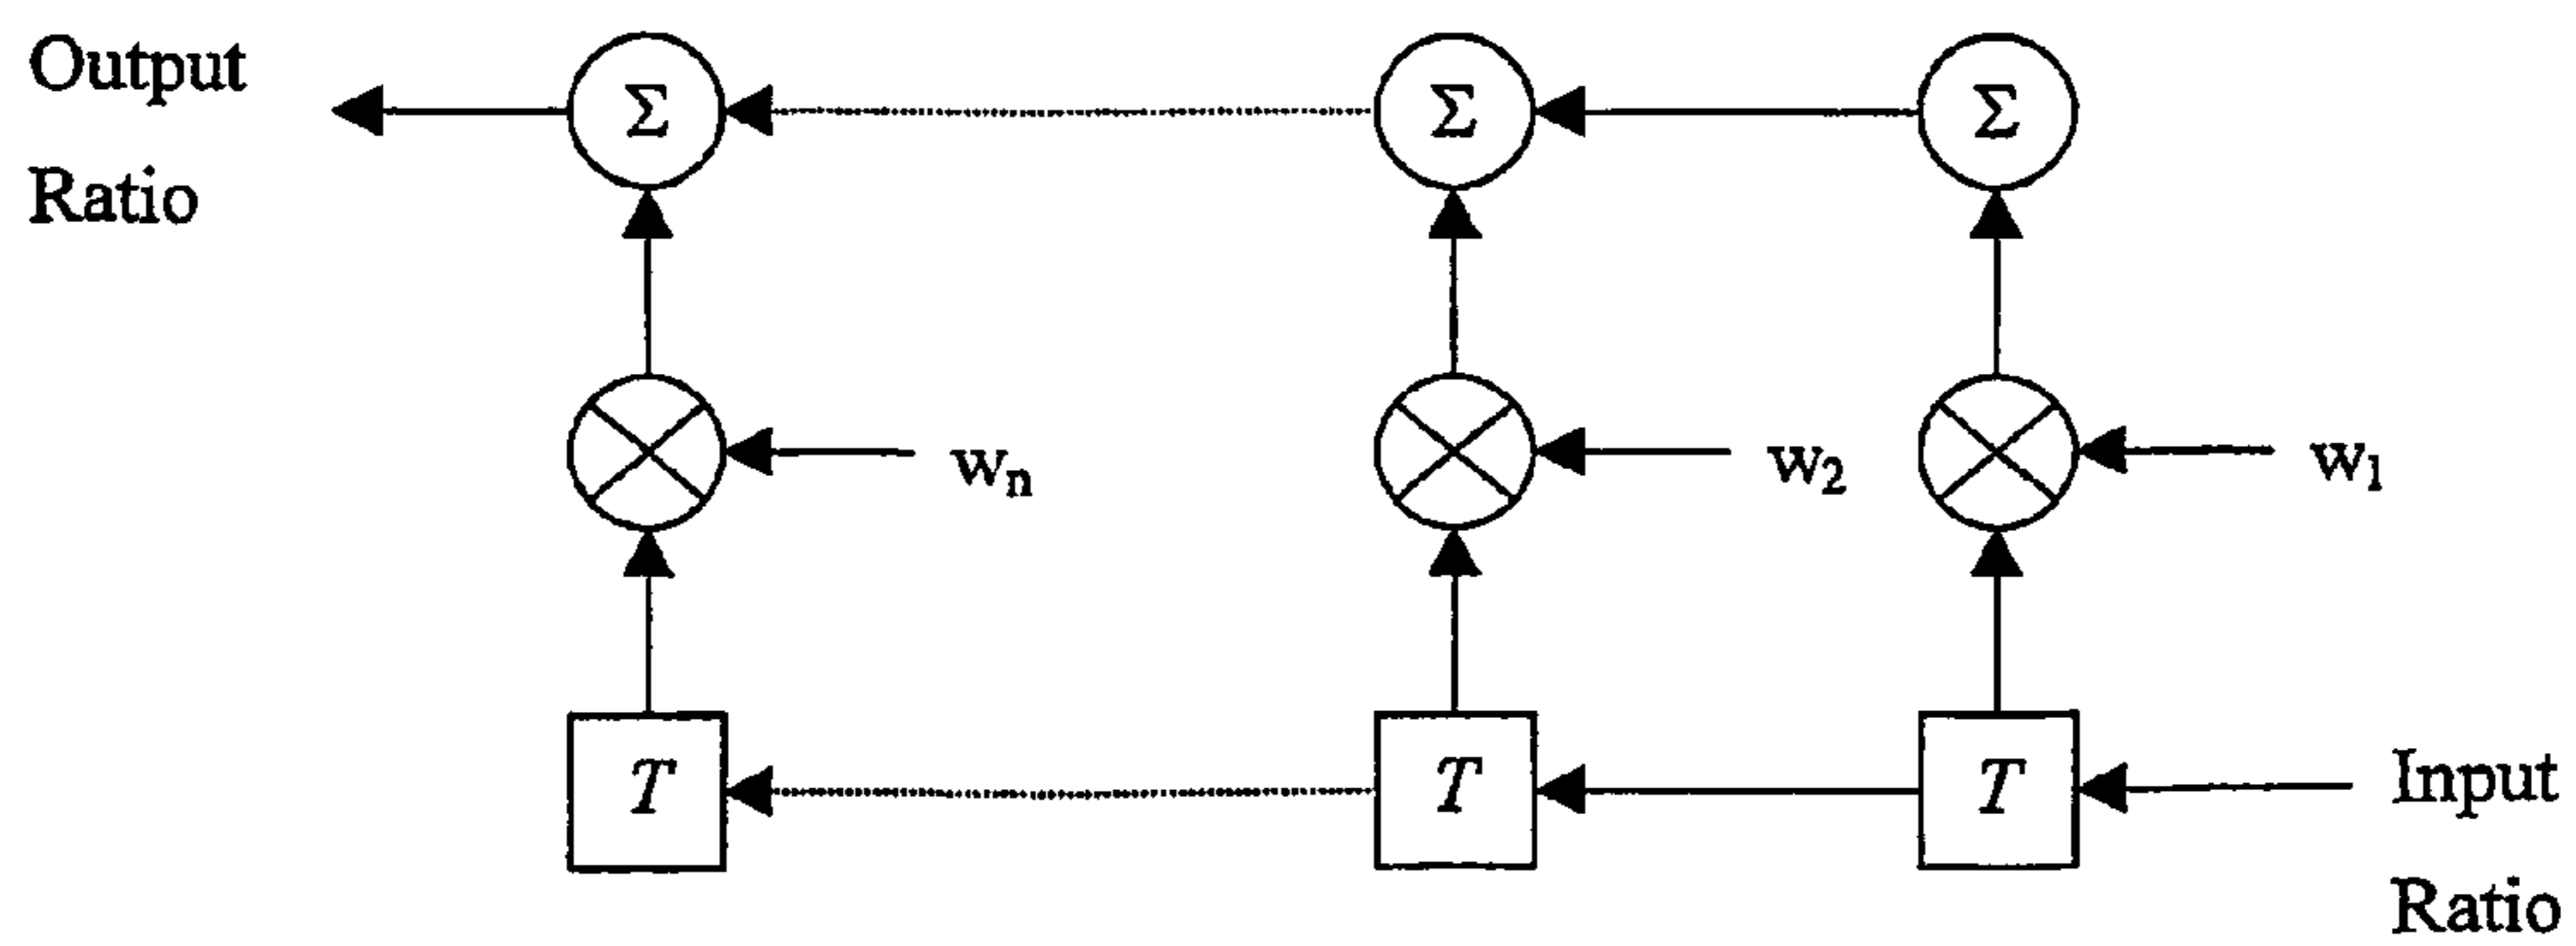 Output
Ratio
Σ Σ Σ
wₙ w₂ w₁
T T T
Input
Ratio